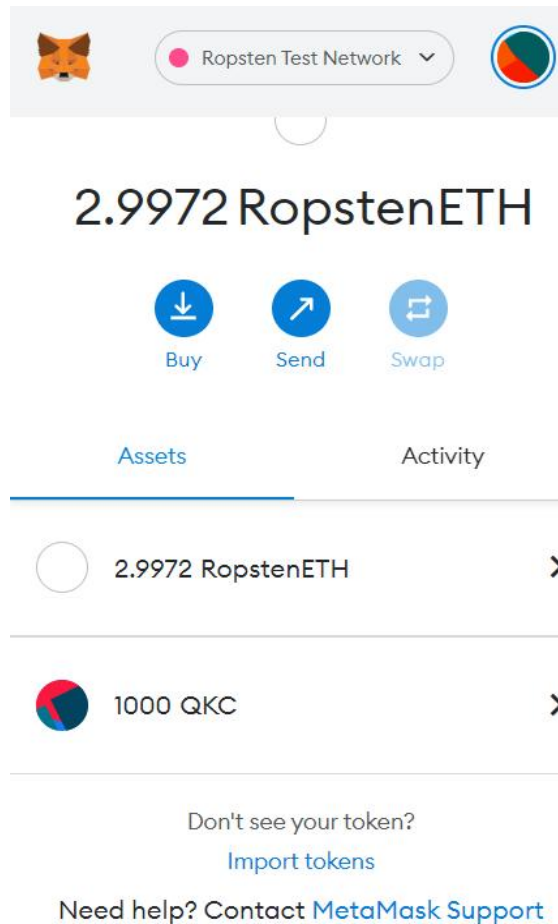 Ropsten Test Network
2.9972 RopstenETH
Buy Send Swap
Assets Activity
2.9972 RopstenETH
1000 QKC
Don't see your token?
Import tokens
Need help? Contact MetaMask Support